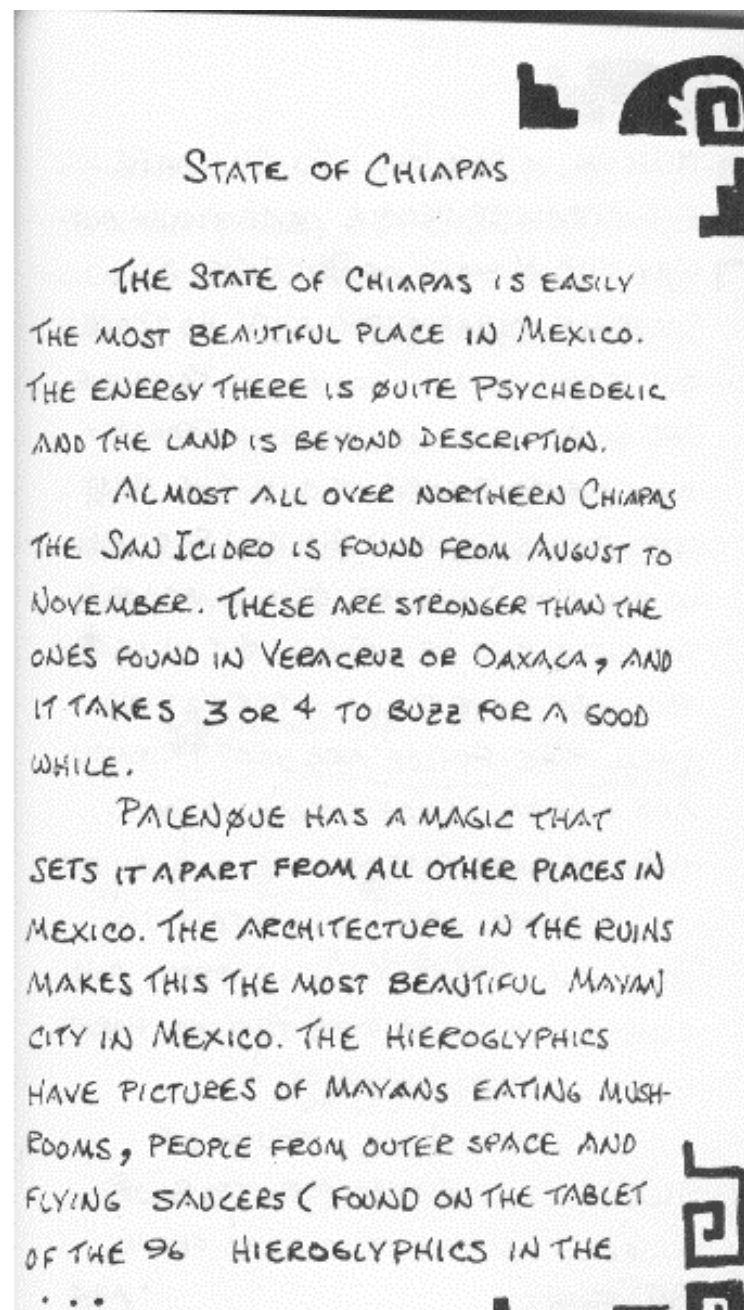 STATE OF CHIAPAS
THE STATE OF CHIAPAS IS EASILY
THE MOST BEAUTIFUL PLACE IN MEXICO.
THE ENERGY THERE IS QUITE PSYCHEDELIC
AND THE LAND IS BEYOND DESCRIPTION.
ALMOST ALL OVER NORTHERN CHIAPAS
THE SAN ICIDRO IS FOUND FROM AUGUST TO
NOVEMBER. THESE ARE STRONGER THAN THE
ONES FOUND IN VERACRUZ OR OAXACA, AND
IT TAKES 3 OR 4 TO BUZZ FOR A GOOD
WHILE.
PALENQUE HAS A MAGIC THAT
SETS IT APART FROM ALL OTHER PLACES IN
MEXICO. THE ARCHITECTURE IN THE RUINS
MAKES THIS THE MOST BEAUTIFUL MAYAN
CITY IN MEXICO. THE HIEROGLYPHICS
HAVE PICTURES OF MAYANS EATING MUSH-
ROOMS, PEOPLE FROM OUTER SPACE AND
FLYING SAUCERS ( FOUND ON THE TABLET
OF THE 96 HIEROGLYPHICS IN THE
...